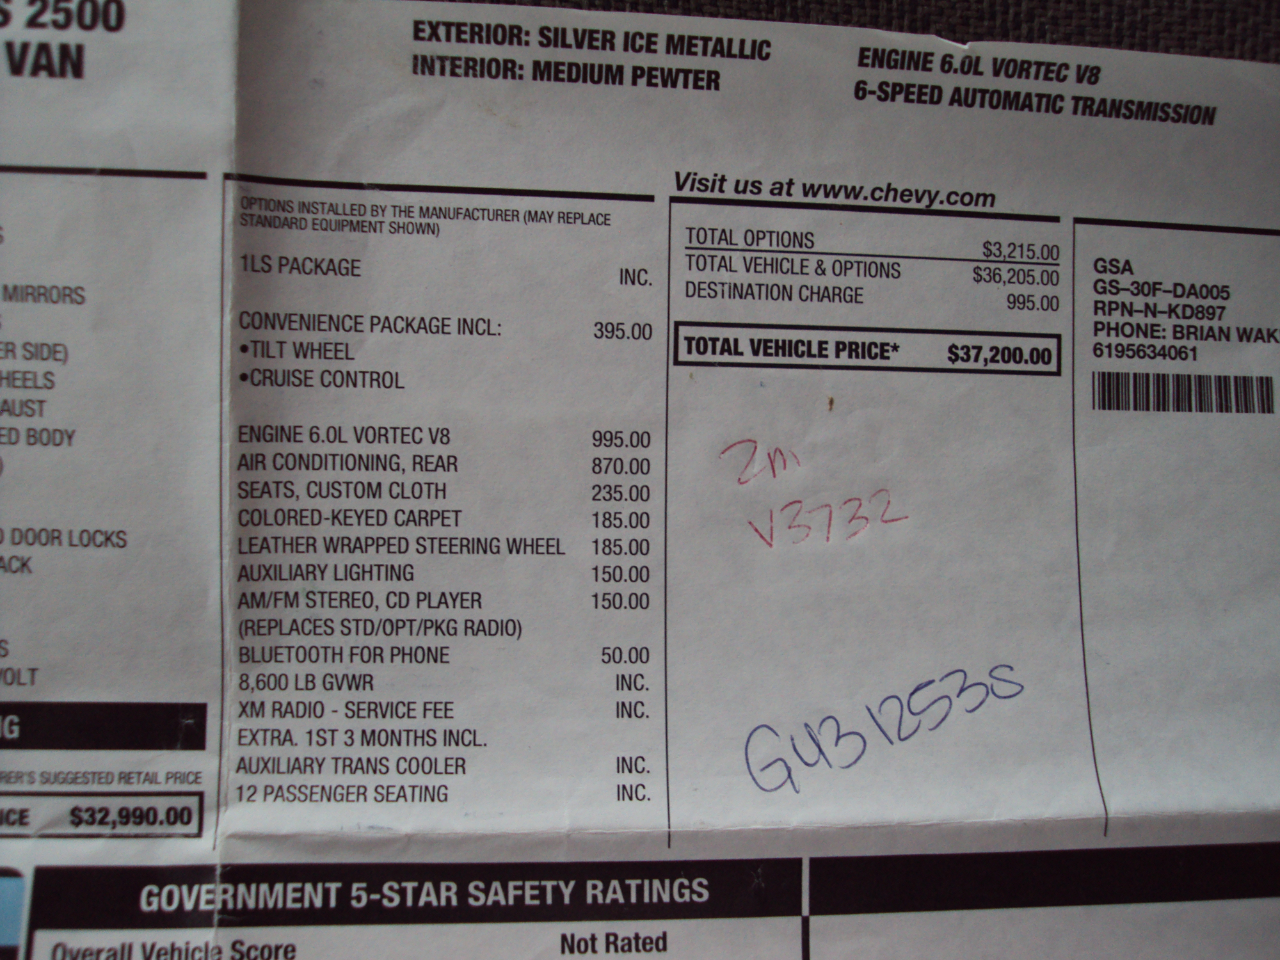 S 2500
VAN
EXTERIOR: SILVER ICE METALLIC
INTERIOR: MEDIUM PEWTER
ENGINE 6.0L VORTEC V8
6-SPEED AUTOMATIC TRANSMISSION
MIRRORS
ER SIDE)
HEELS
AUST
ED BODY
)
D DOOR LOCKS
ACK
S
VOLT
G
RER'S SUGGESTED RETAIL PRICE
ICE $32,990.00
OPTIONS INSTALLED BY THE MANUFACTURER (MAY REPLACE
STANDARD EQUIPMENT SHOWN)
1LS PACKAGE INC.
CONVENIENCE PACKAGE INCL: 395.00
•TILT WHEEL
•CRUISE CONTROL
ENGINE 6.0L VORTEC V8 995.00
AIR CONDITIONING, REAR 870.00
SEATS, CUSTOM CLOTH 235.00
COLORED-KEYED CARPET 185.00
LEATHER WRAPPED STEERING WHEEL 185.00
AUXILIARY LIGHTING 150.00
AM/FM STEREO, CD PLAYER 150.00
(REPLACES STD/OPT/PKG RADIO)
BLUETOOTH FOR PHONE 50.00
8,600 LB GVWR INC.
XM RADIO - SERVICE FEE INC.
EXTRA. 1ST 3 MONTHS INCL.
AUXILIARY TRANS COOLER INC.
12 PASSENGER SEATING INC.
Visit us at www.chevy.com
TOTAL OPTIONS $3,215.00
TOTAL VEHICLE & OPTIONS $36,205.00
DESTINATION CHARGE 995.00
TOTAL VEHICLE PRICE* $37,200.00
2m
V3732
G43 1253S
GSA
GS-30F-DA005
RPN-N-KD897
PHONE: BRIAN WAK
6195634061
GOVERNMENT 5-STAR SAFETY RATINGS
Overall Vehicle Score Not Rated